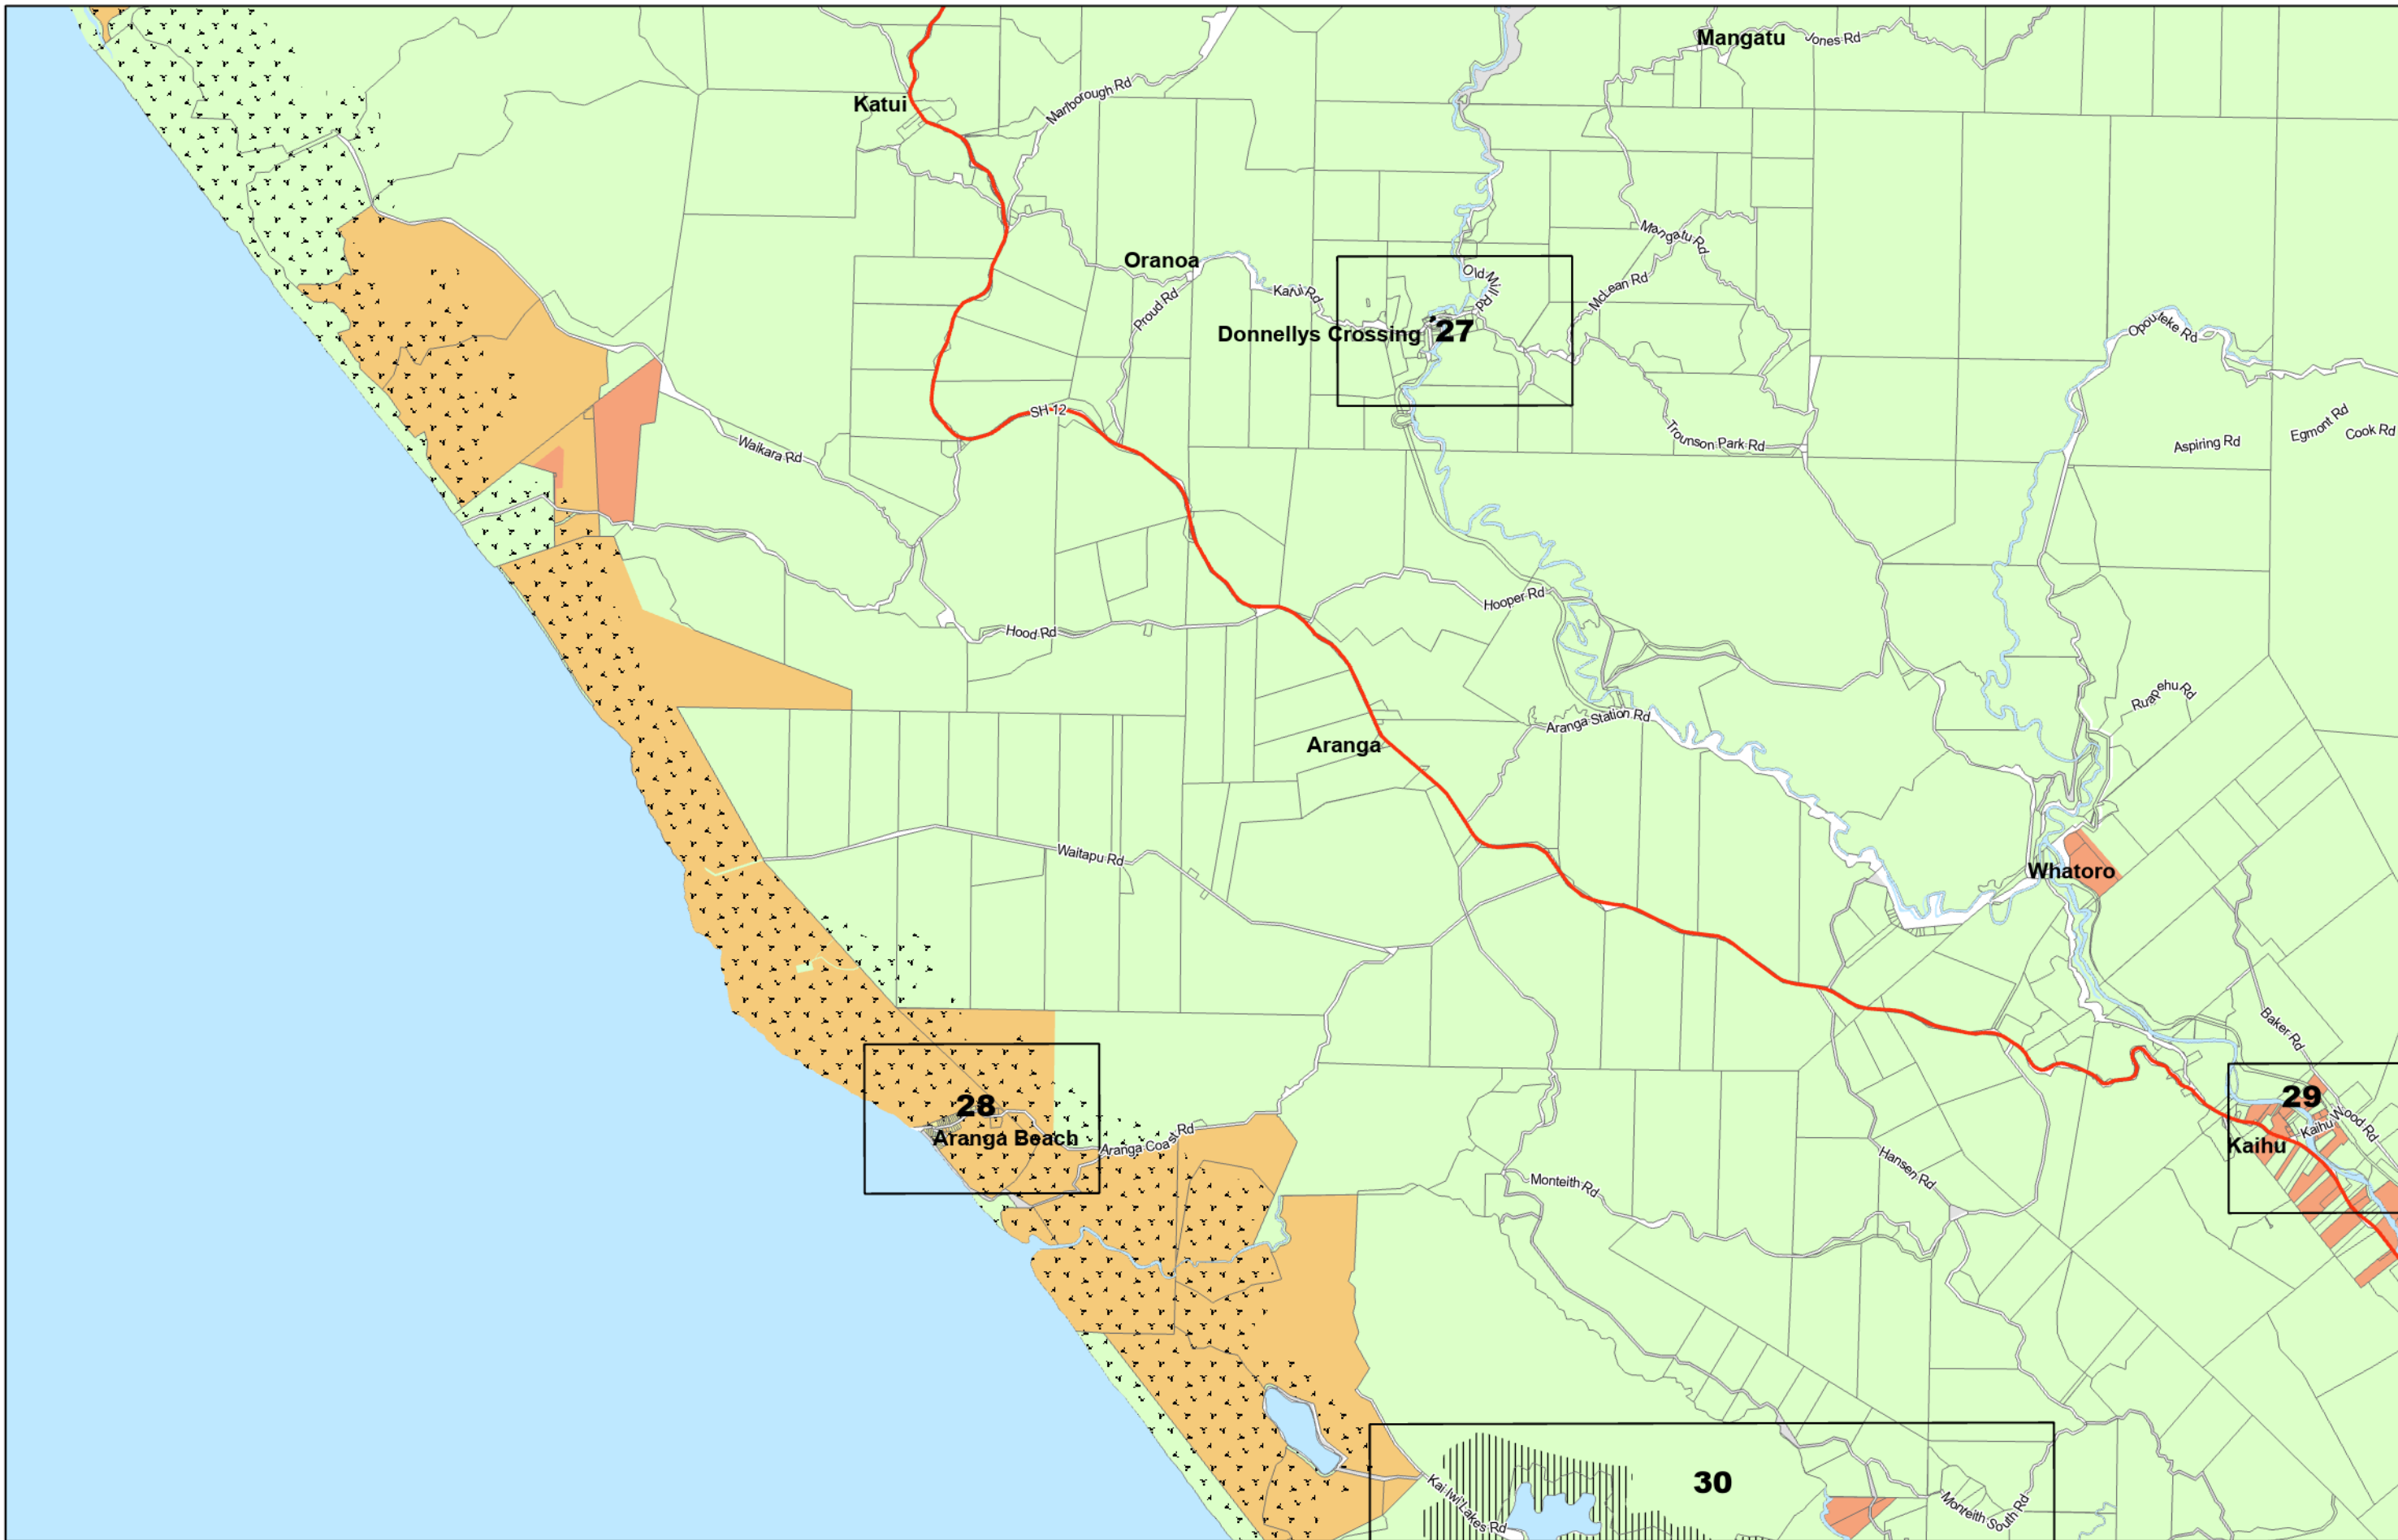 Mangatu
Jones Rd
Katui
Marlborough Rd
Mangatu Rd
Oranoa
Old Mill Rd
Katui Rd
McLean Rd
Proud Rd
Donnellys Crossing
27
Opouteke Rd
SH 12
Egmont Rd
Cook Rd
Aspiring Rd
Trounson Park Rd
Waikara Rd
Hooper Rd
Hood Rd
Ruapehu Rd
Aranga Station Rd
Aranga
Waitapu Rd
Whatoro
Baker Rd
28
29
Wood Rd
Kaihu
Aranga Beach
Aranga Coast Rd
Kaihu
Hansen Rd
Monteith Rd
30
Kai Iwi Lakes Rd
Monteith South Rd